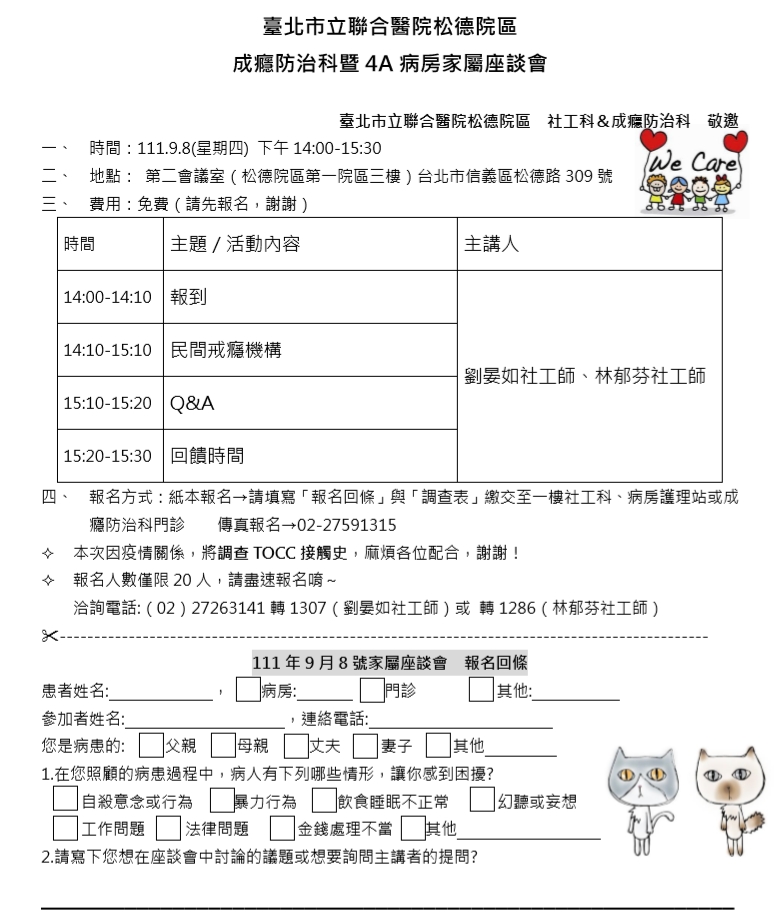 臺北市立聯合醫院松德院區
成癮防治科暨 4A 病房家屬座談會
臺北市立聯合醫院松德院區　社工科＆成癮防治科　敬邀
一、　時間：111.9.8(星期四) 下午 14:00-15:30
We Care
二、　地點：　第二會議室（松德院區第一院區三樓）台北市信義區松德路 309 號
三、　費用：免費（請先報名，謝謝）
時間　主題 / 活動內容　主講人
14:00-14:10　報到
14:10-15:10　民間戒癮機構
劉晏如社工師、林郁芬社工師
15:10-15:20　Q&A
15:20-15:30　回饋時間
四、　報名方式：紙本報名→請填寫「報名回條」與「調查表」繳交至一樓社工科、病房護理站或成
癮防治科門診　　傳真報名→02-27591315
✧　本次因疫情關係，將調查 TOCC 接觸史，麻煩各位配合，謝謝！
✧　報名人數僅限 20 人，請盡速報名唷～
洽詢電話:（02）27263141 轉 1307（劉晏如社工師）或 轉 1286（林郁芬社工師）
111 年 9 月 8 號家屬座談會　報名回條
患者姓名:____________，□病房:______ □門診　□其他:_________
參加者姓名:________________，連絡電話:__________________
您是病患的: □父親 □母親 □丈夫 □妻子 □其他_______
1.在您照顧的病患過程中，病人有下列哪些情形，讓你感到困擾?
□自殺意念或行為 □暴力行為 □飲食睡眠不正常 □幻聽或妄想
□工作問題 □法律問題 □金錢處理不當 □其他______________
2.請寫下您想在座談會中討論的議題或想要詢問主講者的提問?